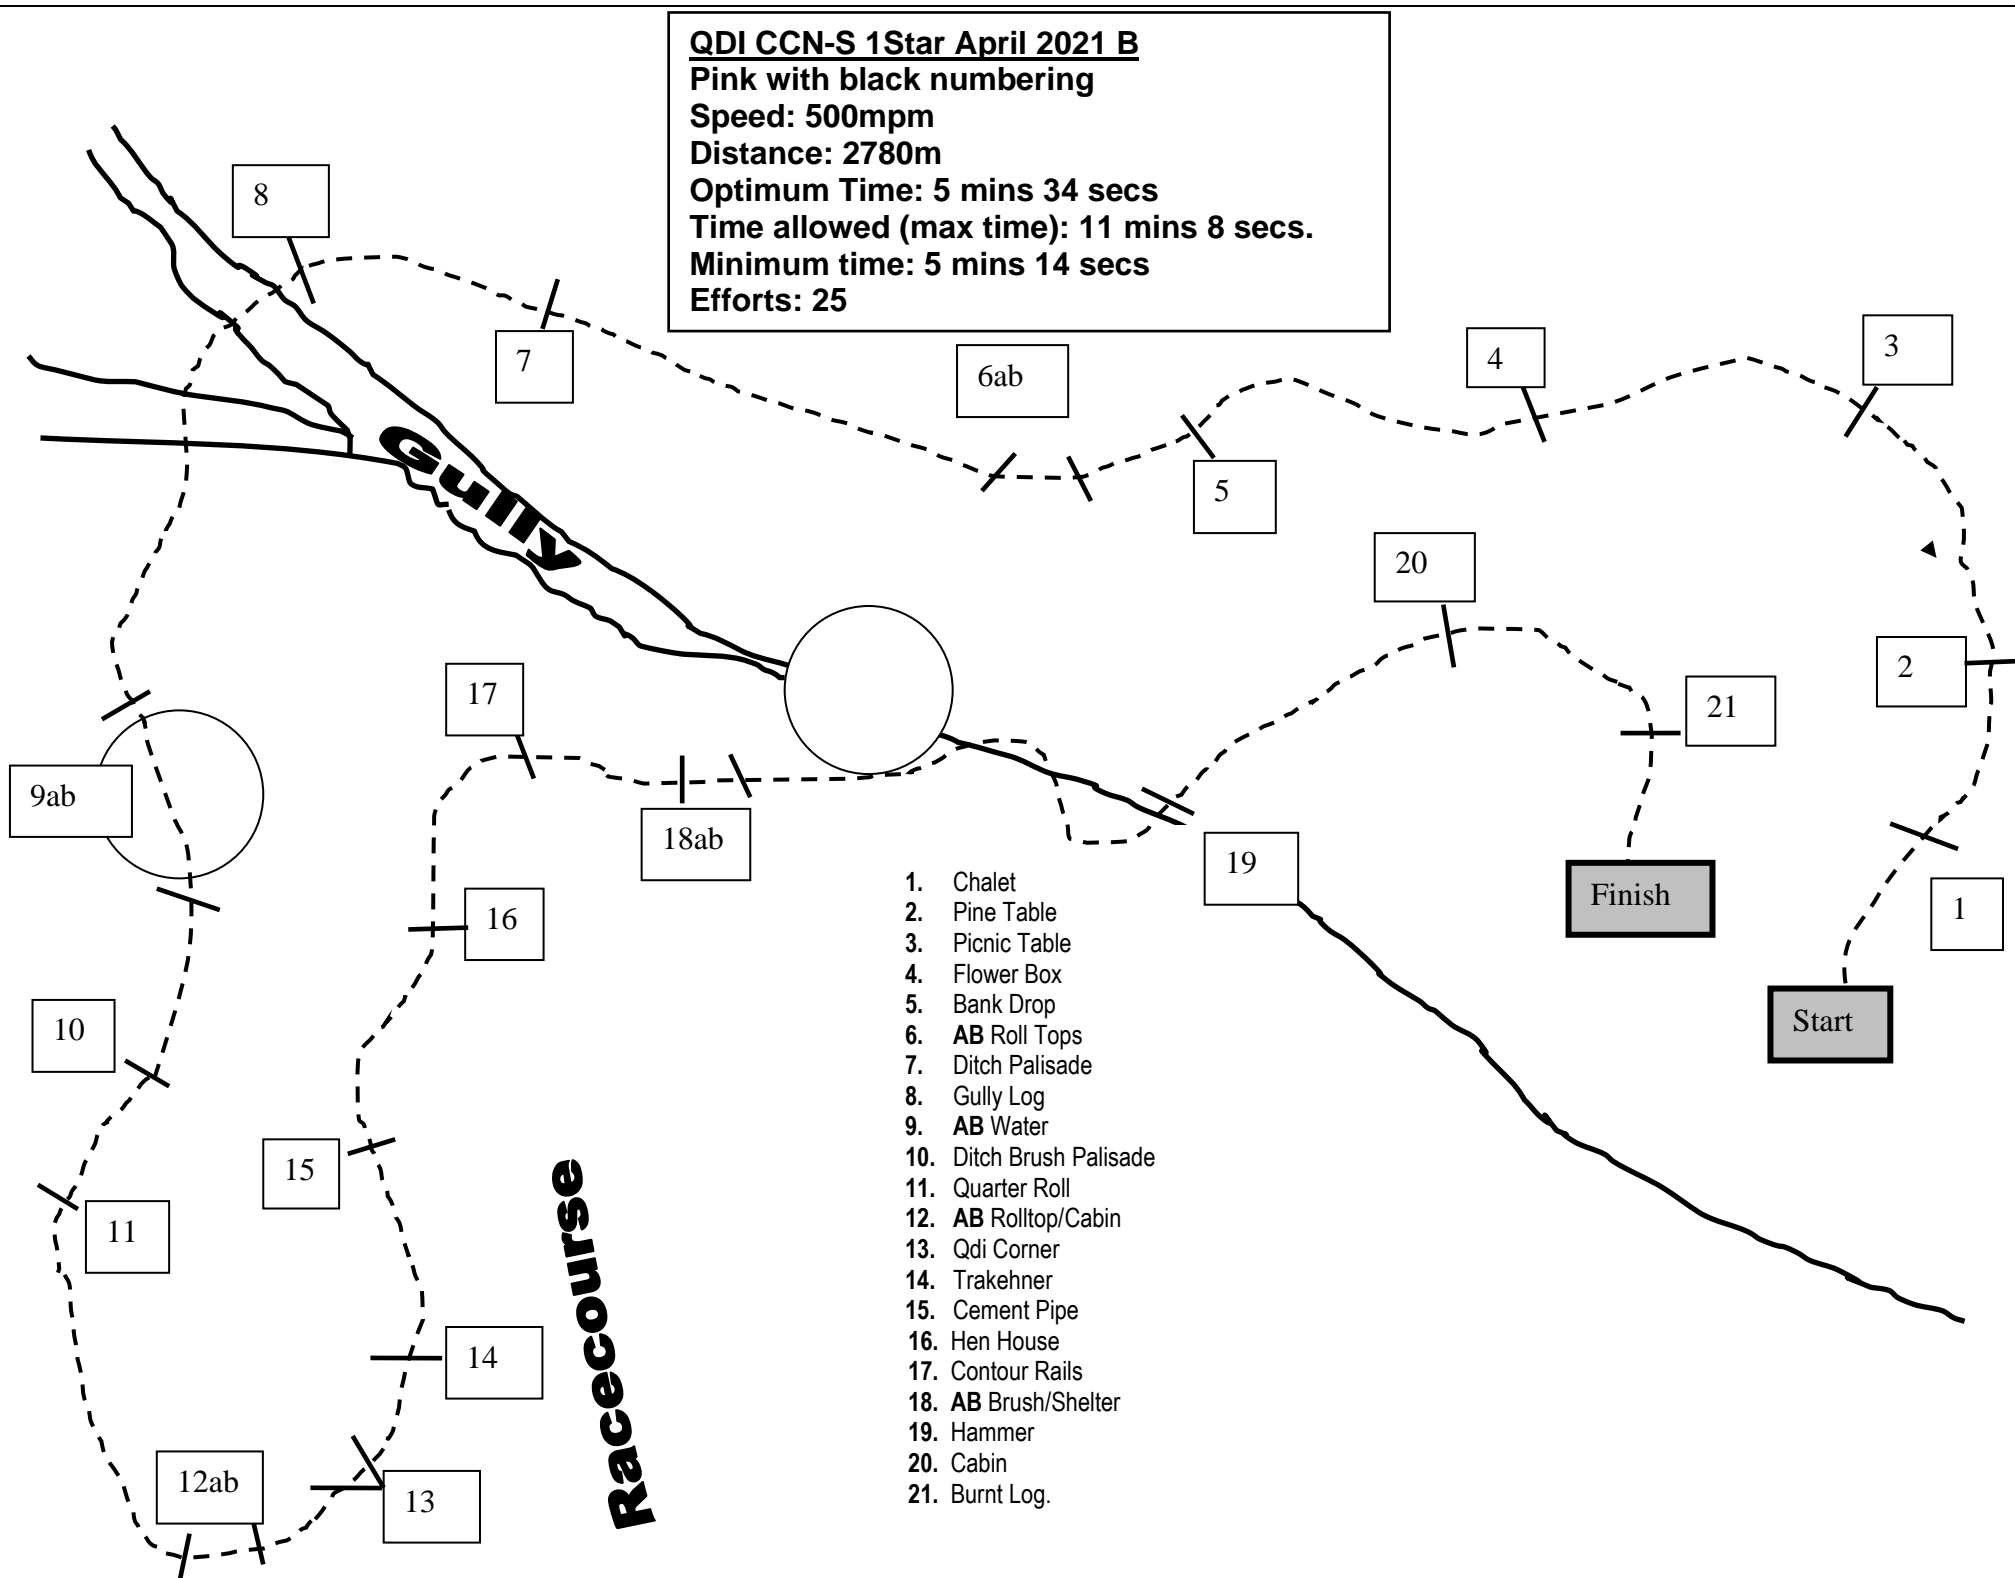 QDI CCN-S 1Star April 2021 B
Pink with black numbering
Speed: 500mpm
Distance: 2780m
Optimum Time: 5 mins 34 secs
Time allowed (max time): 11 mins 8 secs.
Minimum time: 5 mins 14 secs
Efforts: 25
8
7
6ab
4
3
5
Gully
20
2
17
21
9ab
18ab
19
Finish
1
16
10
Start
15
11
14
12ab
13
Racecourse
1. Chalet
2. Pine Table
3. Picnic Table
4. Flower Box
5. Bank Drop
6. AB Roll Tops
7. Ditch Palisade
8. Gully Log
9. AB Water
10. Ditch Brush Palisade
11. Quarter Roll
12. AB Rolltop/Cabin
13. Qdi Corner
14. Trakehner
15. Cement Pipe
16. Hen House
17. Contour Rails
18. AB Brush/Shelter
19. Hammer
20. Cabin
21. Burnt Log.